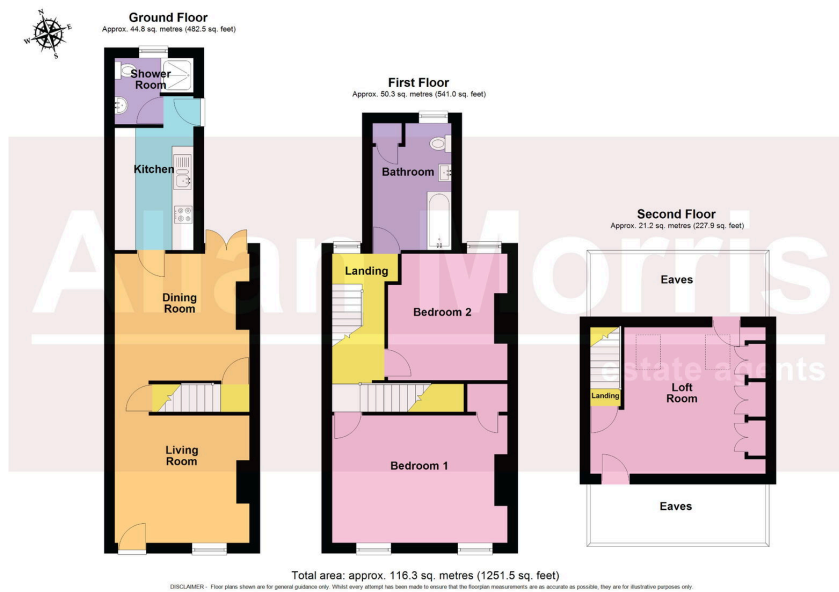 N
W
E
S
Ground Floor
Approx. 44.8 sq. metres (482.5 sq. feet)
Shower
Room
Kitchen
Dining
Room
Living
Room
First Floor
Approx. 50.3 sq. metres (541.0 sq. feet)
Bathroom
Landing
Bedroom 2
Bedroom 1
Second Floor
Approx. 21.2 sq. metres (227.9 sq. feet)
Eaves
Landing
Loft
Room
Eaves
Allan Morris
estate agents
Total area: approx. 116.3 sq. metres (1251.5 sq. feet)
DISCLAIMER - Floor plans shown are for general guidance only. Whilst every attempt has been made to ensure that the floorplan measurements are as accurate as possible, they are for illustrative purposes only.